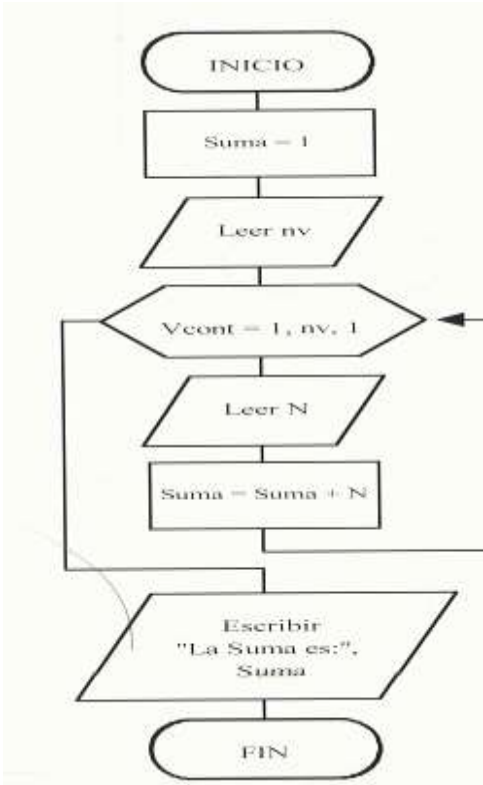 INICIO
Suma = 1
Leer nv
Vcont = 1, nv, 1
Leer N
Suma = Suma + N
Escribir
"La Suma es:",
Suma
FIN